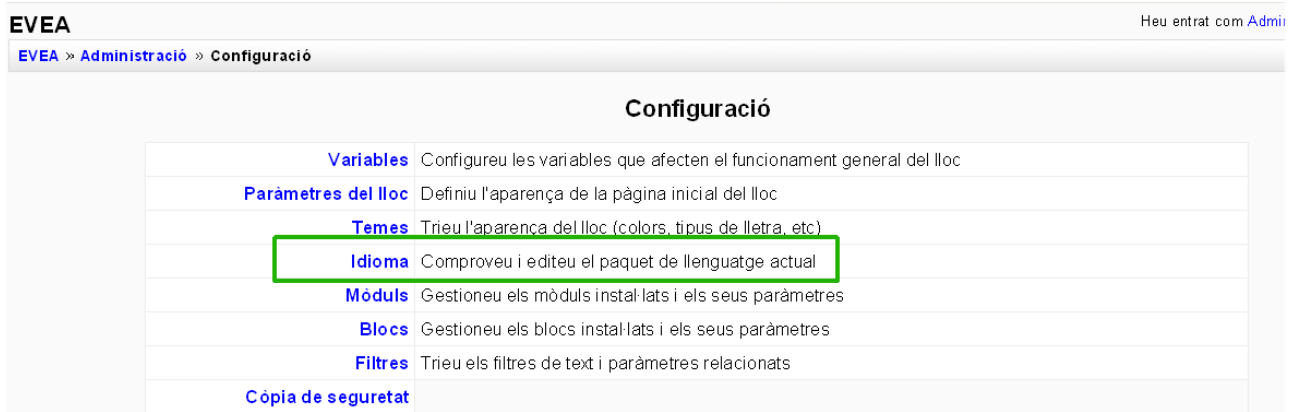 EVEA
Heu entrat com Admi
EVEA » Administració » Configuració
Configuració
Variables Configureu les variables que afecten el funcionament general del lloc
Paràmetres del lloc Definiu l'aparença de la pàgina inicial del lloc
Temes Trieu l'aparença del lloc (colors, tipus de lletra, etc)
Idioma Comproveu i editeu el paquet de llenguatge actual
Mòduls Gestioneu els mòduls instal·lats i els seus paràmetres
Blocs Gestioneu els blocs instal·lats i els seus paràmetres
Filtres Trieu els filtres de text i paràmetres relacionats
Còpia de seguretat